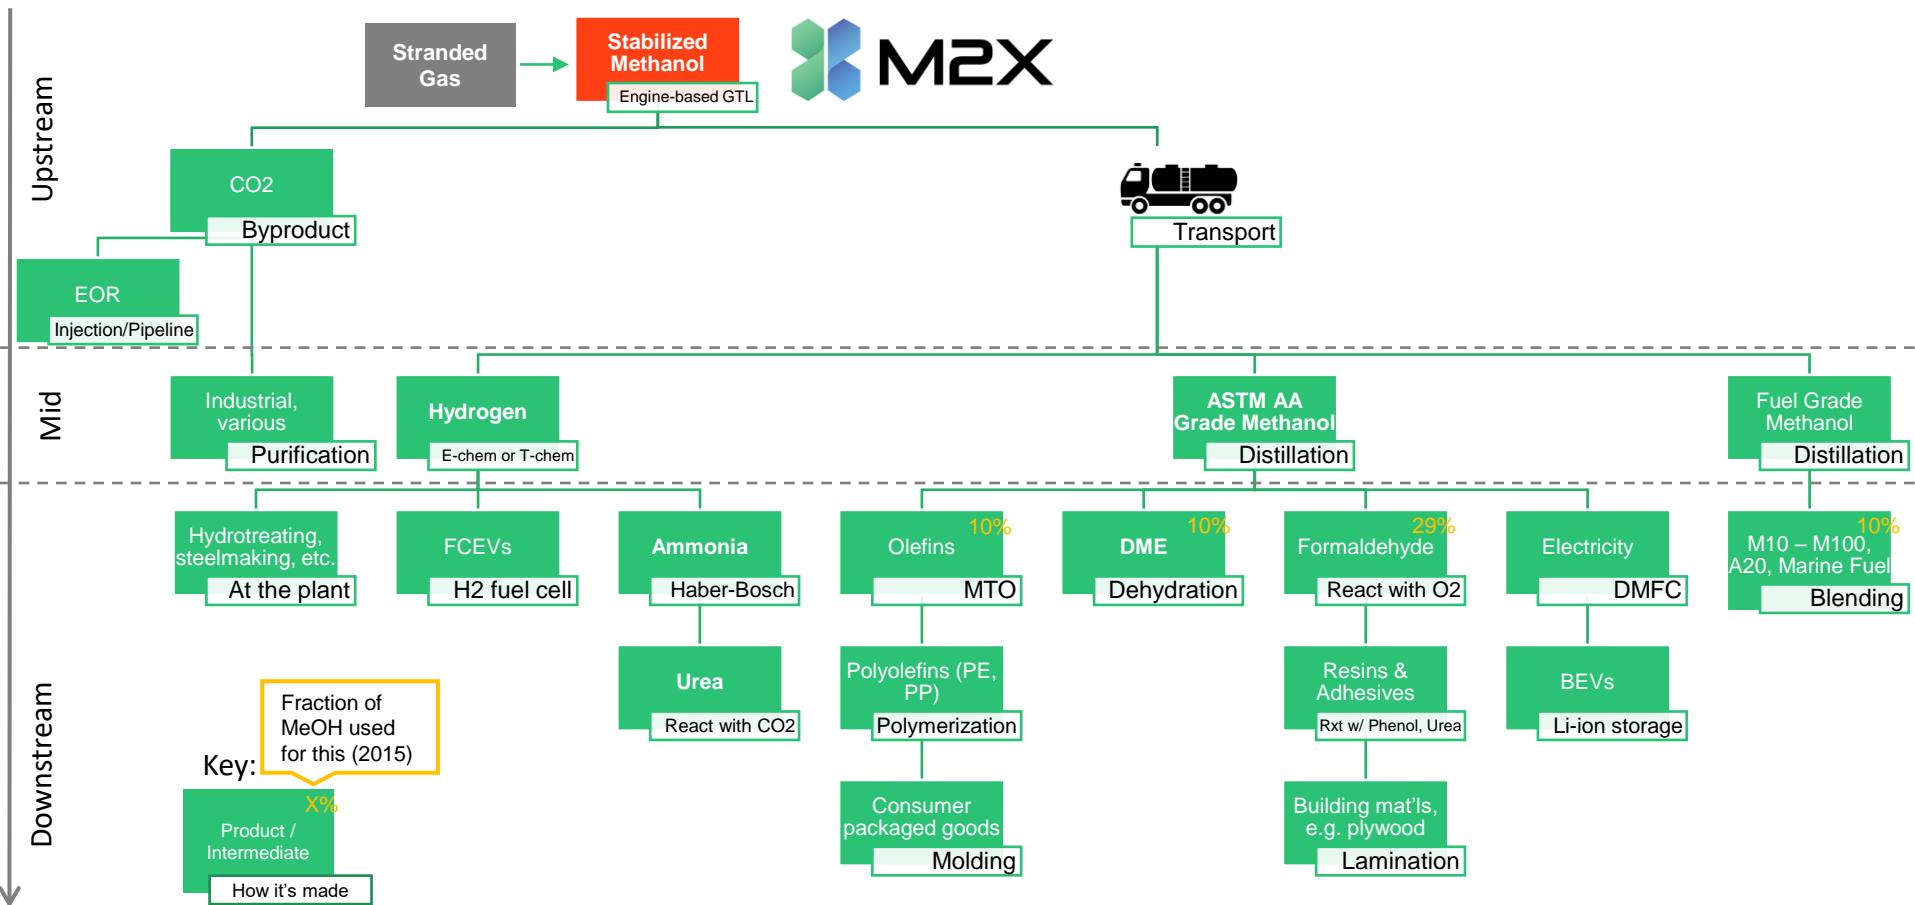 Upstream
Mid
Downstream
Stranded
Gas
Stabilized
Methanol
Engine-based GTL
M2X
CO2
Byproduct
Transport
EOR
Injection/Pipeline
Industrial,
various
Purification
Hydrogen
E-chem or T-chem
ASTM AA
Grade Methanol
Distillation
Fuel Grade
Methanol
Distillation
Hydrotreating,
steelmaking, etc.
At the plant
FCEVs
H2 fuel cell
Ammonia
Haber-Bosch
10%
Olefins
MTO
10%
DME
Dehydration
29%
Formaldehyde
React with O2
Electricity
DMFC
10%
M10 – M100,
A20, Marine Fuel
Blending
Urea
React with CO2
Polyolefins (PE,
PP)
Polymerization
Resins &
Adhesives
Rxt w/ Phenol, Urea
BEVs
Li-ion storage
Consumer
packaged goods
Molding
Building mat'ls,
e.g. plywood
Lamination
Key:
Fraction of
MeOH used
for this (2015)
X%
Product /
Intermediate
How it's made